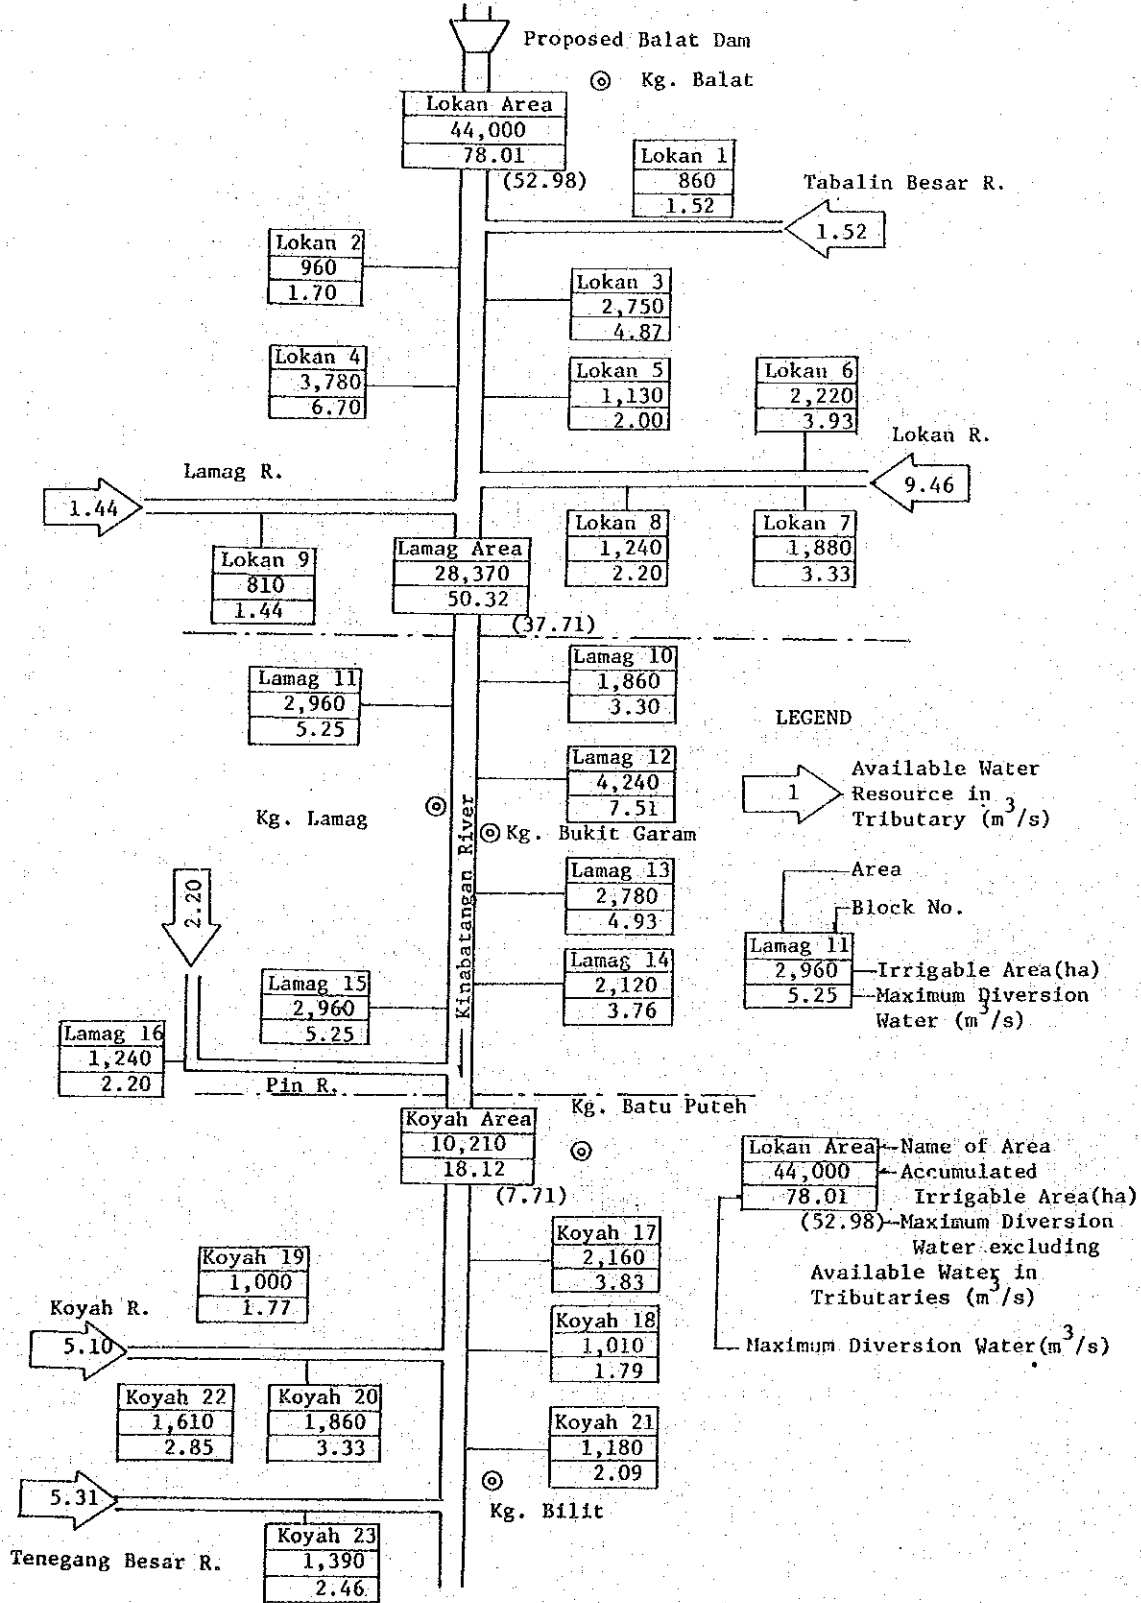 Proposed Balat Dam
Kg. Balat
Lokan Area
44,000
78.01
(52.98)
Lokan 1
860
1.52
Tabalin Besar R.
1.52
Lokan 2
960
1.70
Lokan 3
2,750
4.87
Lokan 4
3,780
6.70
Lokan 5
1,130
2.00
Lokan 6
2,220
3.93
Lokan R.
9.46
Lamag R.
1.44
Lokan 8
1,240
2.20
Lokan 7
1,880
3.33
Lokan 9
810
1.44
Lamag Area
28,370
50.32
(37.71)
Lamag 10
1,860
3.30
Lamag 11
2,960
5.25
Lamag 12
4,240
7.51
Kg. Lamag
Kg. Bukit Garam
Kinabatangan River
Lamag 13
2,780
4.93
2.20
Lamag 14
2,120
3.76
Lamag 15
2,960
5.25
Lamag 16
1,240
2.20
Pin R.
Kg. Batu Puteh
Koyah Area
10,210
18.12
(7.71)
Koyah 17
2,160
3.83
Koyah 19
1,000
1.77
Koyah R.
5.10
Koyah 18
1,010
1.79
Koyah 22
1,610
2.85
Koyah 20
1,860
3.33
Koyah 21
1,180
2.09
5.31
Kg. Bilit
Tenegang Besar R.
Koyah 23
1,390
2.46
LEGEND
1
Available Water
Resource in
Tributary (m³/s)
Area
Block No.
Lamag 11
2,960
Irrigable Area(ha)
5.25
Maximum Diversion
Water (m³/s)
Lokan Area
Name of Area
44,000
Accumulated
Irrigable Area(ha)
78.01
(52.98)
Maximum Diversion
Water excluding
Available Water in
Tributaries (m³/s)
Maximum Diversion Water(m³/s)